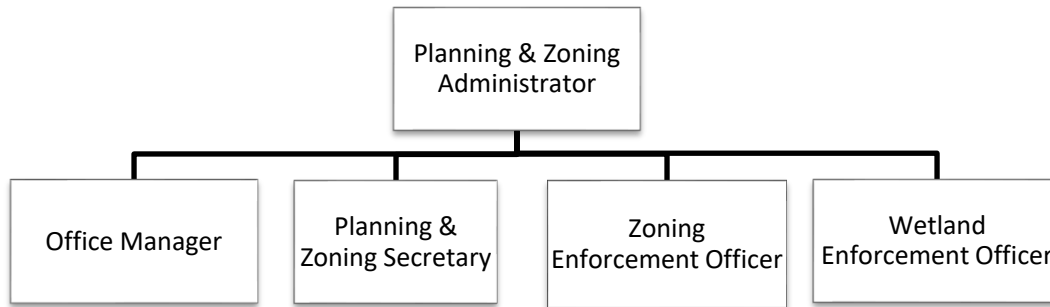 Planning & Zoning
Administrator
Office Manager
Planning &
Zoning Secretary
Zoning
Enforcement Officer
Wetland
Enforcement Officer